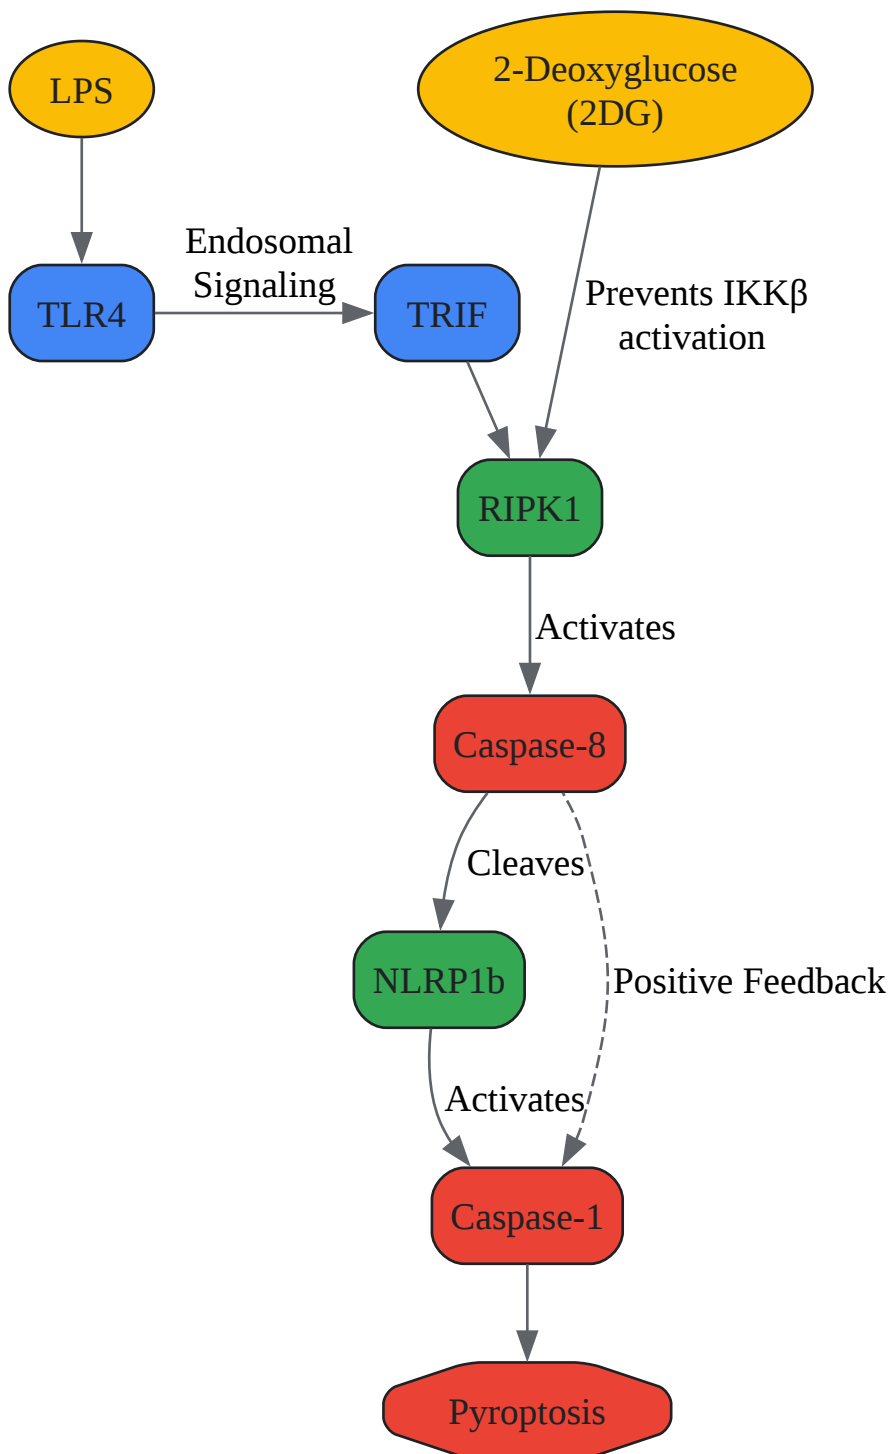 LPS
2-Deoxyglucose
(2DG)
Endosomal
Signaling
TLR4
TRIF
Prevents IKKβ
activation
RIPK1
Activates
Caspase-8
Cleaves
NLRP1b
Positive Feedback
Activates
Caspase-1
Pyroptosis